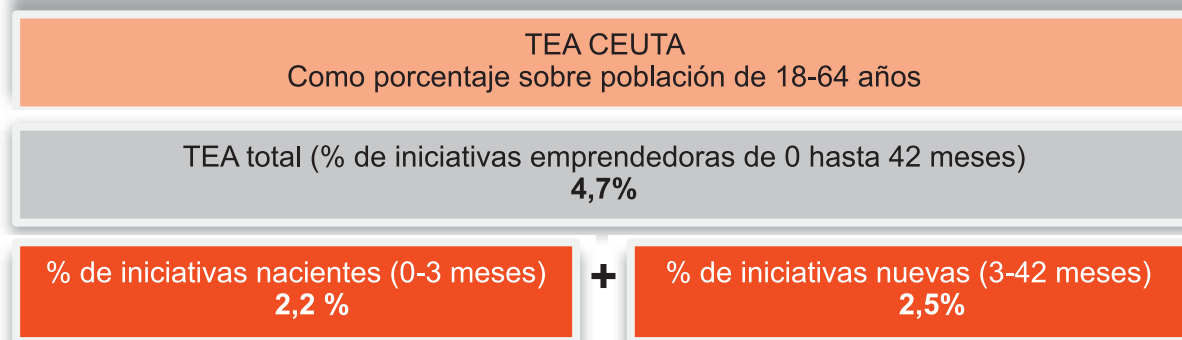 TEA CEUTA
Como porcentaje sobre población de 18-64 años
TEA total (% de iniciativas emprendedoras de 0 hasta 42 meses)
4,7%
% de iniciativas nacientes (0-3 meses)
2,2 %
+
% de iniciativas nuevas (3-42 meses)
2,5%